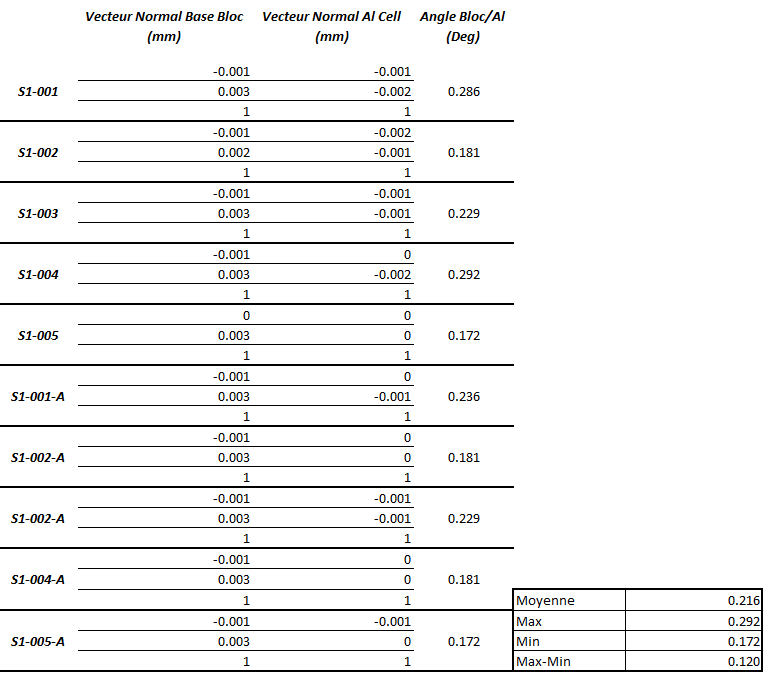 Vecteur Normal Base Bloc Vecteur Normal Al Cell Angle Bloc/Al
(mm) (mm) (Deg)
-0.001 -0.001
S1-001 0.003 -0.002 0.286
1 1
-0.001 -0.002
S1-002 0.002 -0.001 0.181
1 1
-0.001 -0.001
S1-003 0.003 -0.001 0.229
1 1
-0.001 0
S1-004 0.003 -0.002 0.292
1 1
0 0
S1-005 0.003 0 0.172
1 1
-0.001 0
S1-001-A 0.003 -0.001 0.236
1 1
-0.001 0
S1-002-A 0.003 0 0.181
1 1
-0.001 -0.001
S1-002-A 0.003 -0.001 0.229
1 1
-0.001 0
S1-004-A 0.003 0 0.181
1 1 Moyenne 0.216
-0.001 -0.001 Max 0.292
S1-005-A 0.003 0 0.172 Min 0.172
1 1 Max-Min 0.120